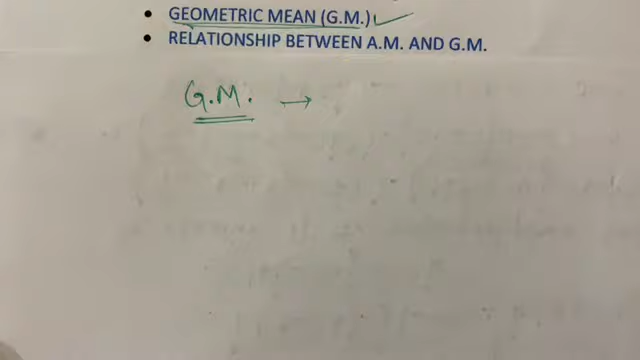 • GEOMETRIC MEAN (G.M.)
• RELATIONSHIP BETWEEN A.M. AND G.M.
G.M. →